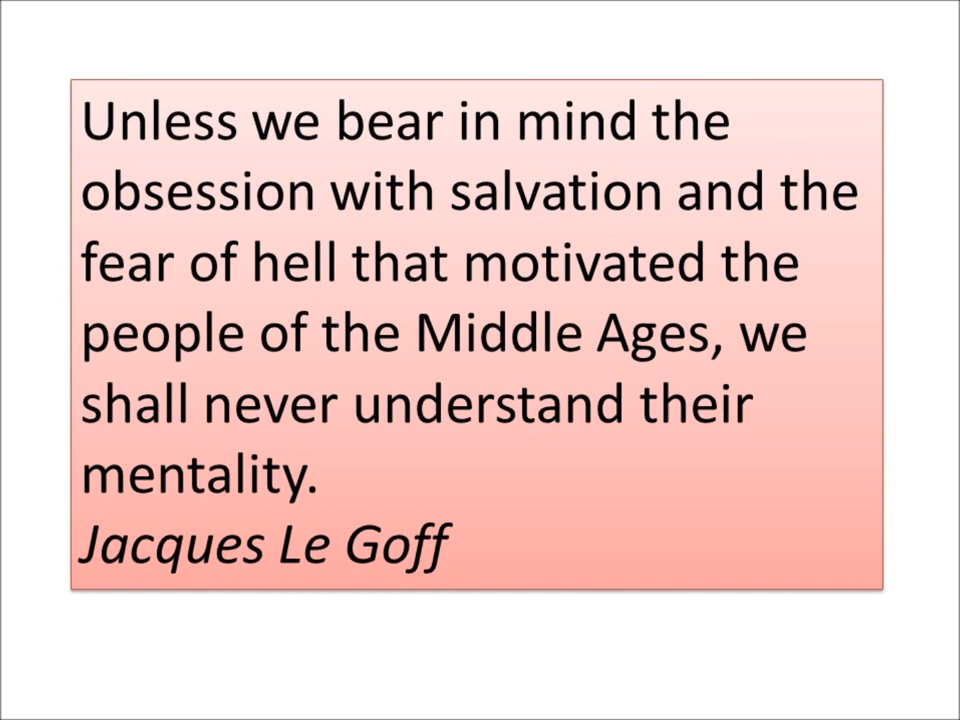 Unless we bear in mind the
obsession with salvation and the
fear of hell that motivated the
people of the Middle Ages, we
shall never understand their
mentality.
Jacques Le Goff